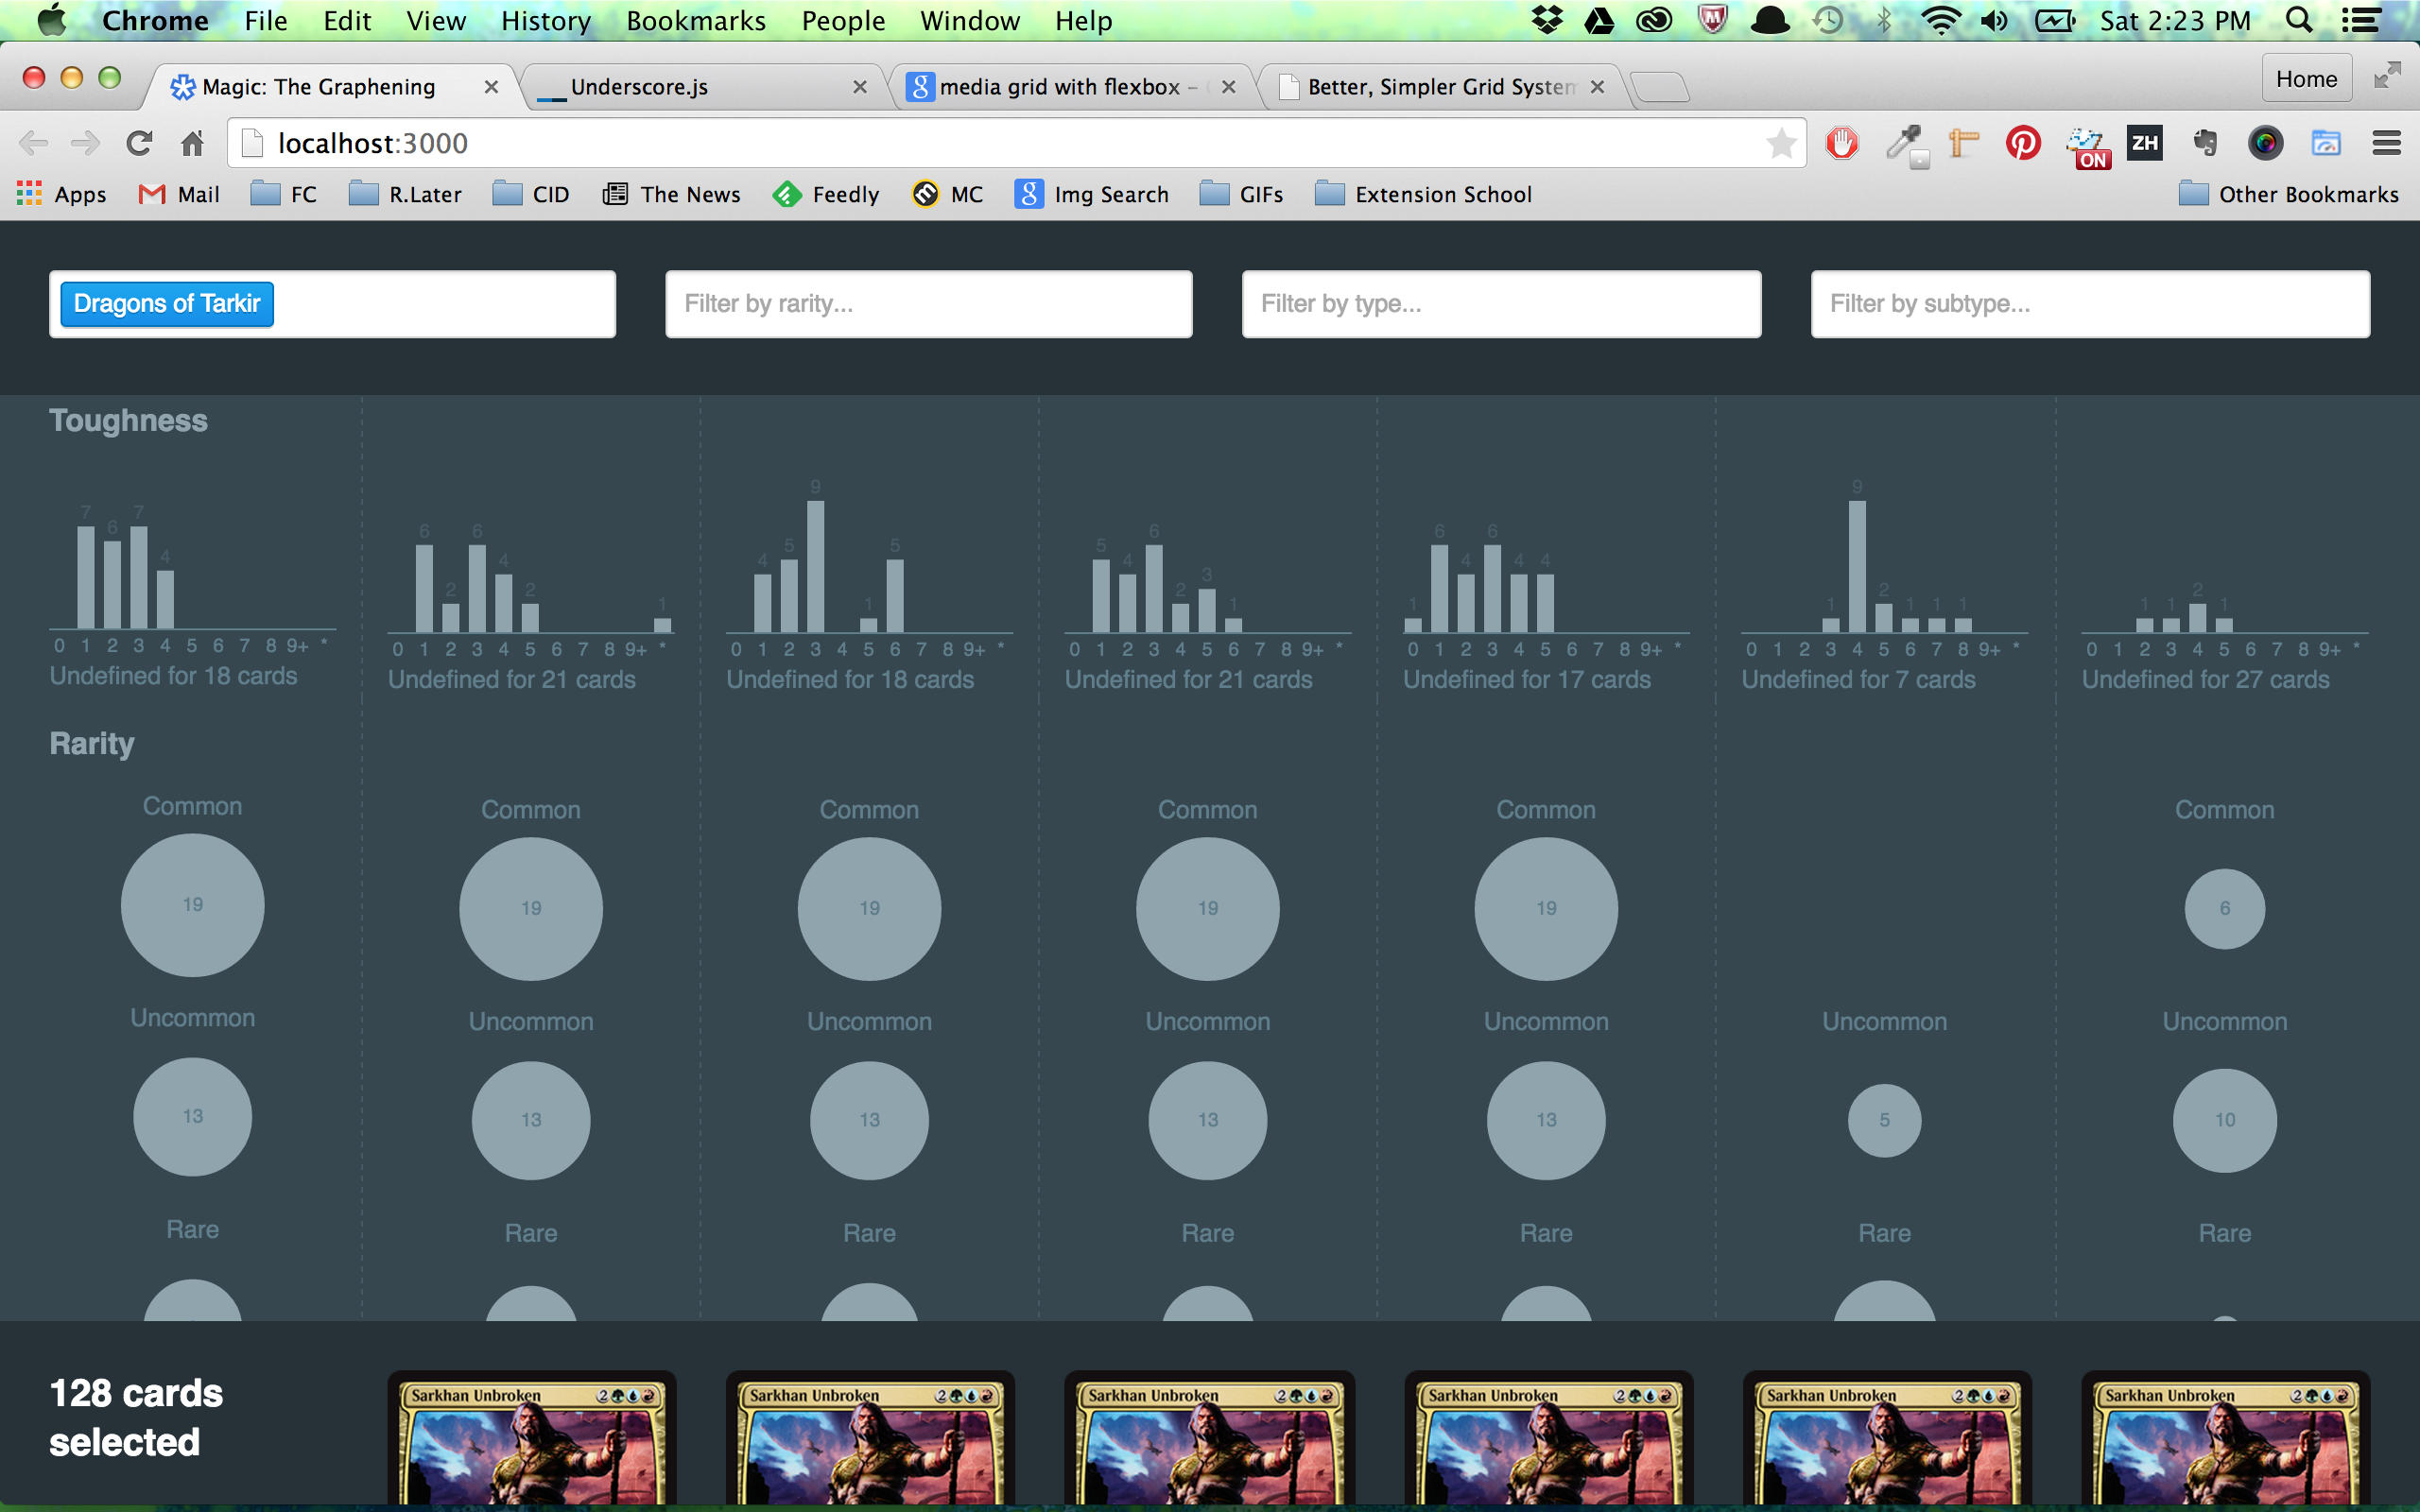 Chrome File Edit View History Bookmarks People Window Help Sat 2:23 PM
Magic: The Graphening Underscore.js media grid with flexbox – Better, Simpler Grid System Home
localhost:3000 ON ZH
Apps Mail FC R.Later CID The News Feedly MC Img Search GIFs Extension School Other Bookmarks
Dragons of Tarkir Filter by rarity... Filter by type... Filter by subtype...
Toughness
7 6 7 4
0 1 2 3 4 5 6 7 8 9+ *
Undefined for 18 cards
6 2 6 4 2 1
0 1 2 3 4 5 6 7 8 9+ *
Undefined for 21 cards
4 5 9 1 5
0 1 2 3 4 5 6 7 8 9+ *
Undefined for 18 cards
5 4 6 2 3 1
0 1 2 3 4 5 6 7 8 9+ *
Undefined for 21 cards
1 6 4 6 4 4
0 1 2 3 4 5 6 7 8 9+ *
Undefined for 17 cards
1 9 2 1 1 1
0 1 2 3 4 5 6 7 8 9+ *
Undefined for 7 cards
1 1 2 1
0 1 2 3 4 5 6 7 8 9+ *
Undefined for 27 cards
Rarity
Common Common Common Common Common Common
19 19 19 19 19 6
Uncommon Uncommon Uncommon Uncommon Uncommon Uncommon Uncommon
13 13 13 13 13 5 10
Rare Rare Rare Rare Rare Rare Rare
128 cards
selected
Sarkhan Unbroken 2 Sarkhan Unbroken 2 Sarkhan Unbroken 2 Sarkhan Unbroken 2 Sarkhan Unbroken 2 Sarkhan Unbroken 2